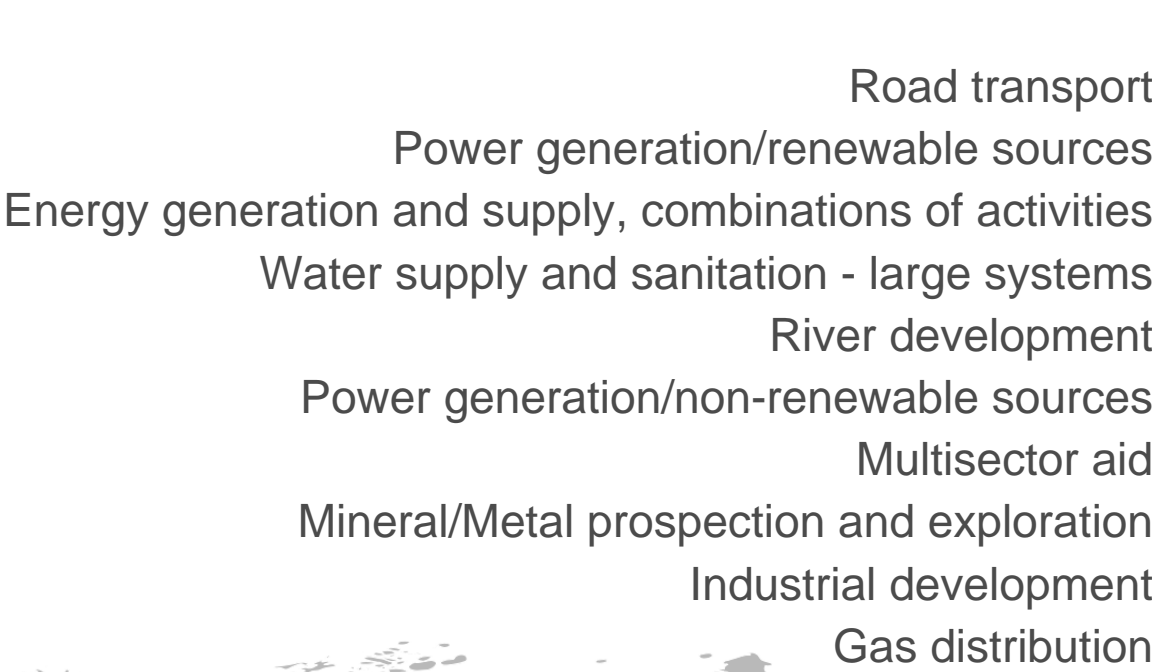 Road transport
Power generation/renewable sources
Energy generation and supply, combinations of activities
Water supply and sanitation - large systems
River development
Power generation/non-renewable sources
Multisector aid
Mineral/Metal prospection and exploration
Industrial development
Gas distribution